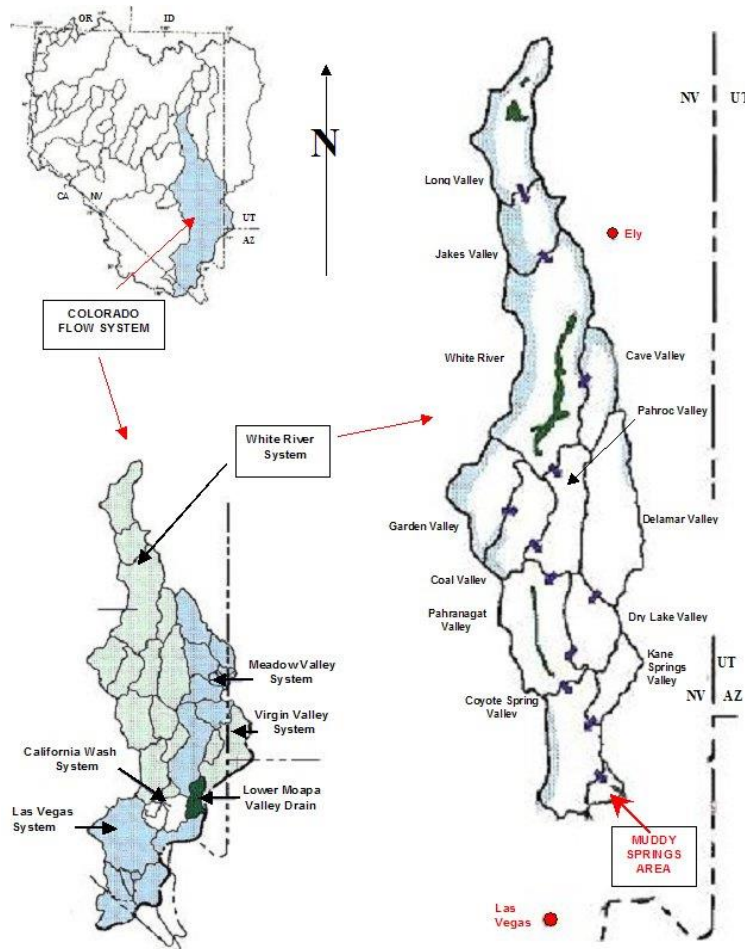 OR
ID
N
CA
NV
UT
AZ
COLORADO
FLOW SYSTEM
White River
System
Meadow Valley
System
Virgin Valley
System
California Wash
System
Lower Moapa
Valley Drain
Las Vegas
System
NV
UT
Long Valley
Ely
Jakes Valley
White River
Cave Valley
Pahroc Valley
Garden Valley
Delamar Valley
Coal Valley
Pahranagat
Valley
Dry Lake Valley
Kane
Springs
Valley
UT
NV
AZ
Coyote Spring
Valley
MUDDY
SPRINGS
AREA
Las
Vegas